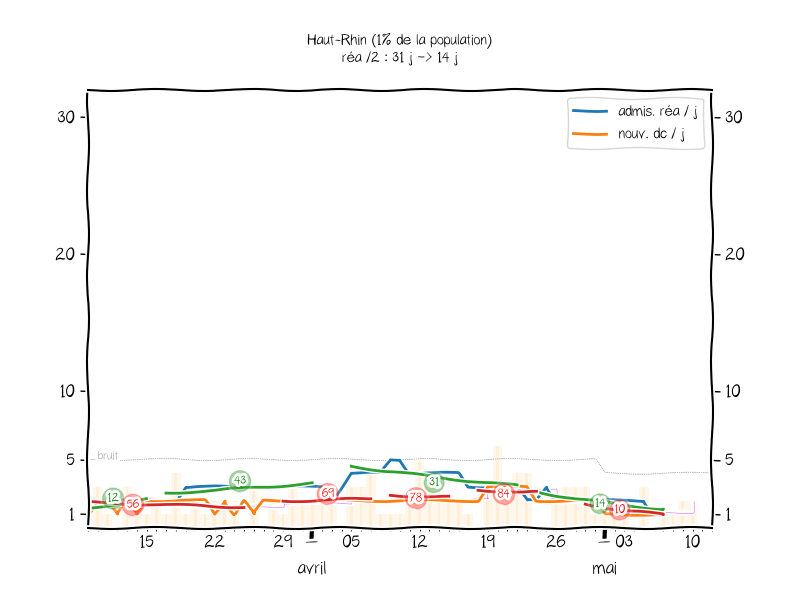 Haut-Rhin (1% de la population)
réa /2 : 31 j -> 14 j
admis. réa / j
nouv. dc / j
30 30
20 20
10 10
5 5
1 1
bruit
12 56 43 69 78 31 84 14 10
15 22 29 05 12 19 26 03 10
avril mai